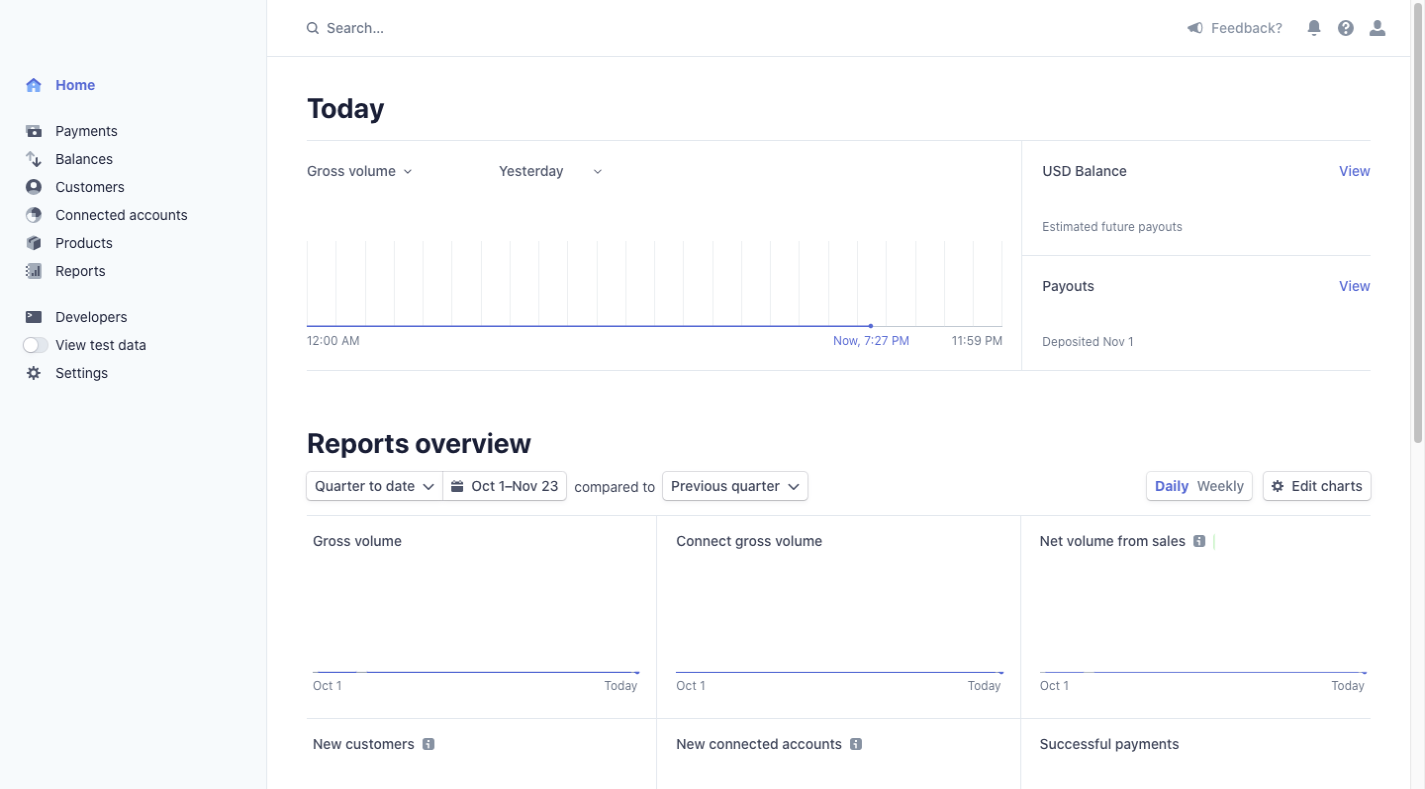 Search...
Feedback?
Home
Payments
Balances
Customers
Connected accounts
Products
Reports
Developers
View test data
Settings
Today
Gross volume
Yesterday
12:00 AM
Now, 7:27 PM
11:59 PM
USD Balance
View
Estimated future payouts
Payouts
View
Deposited Nov 1
Reports overview
Quarter to date
Oct 1–Nov 23
compared to
Previous quarter
Daily
Weekly
Edit charts
Gross volume
Oct 1
Today
Connect gross volume
Oct 1
Today
Net volume from sales
Oct 1
Today
New customers
New connected accounts
Successful payments